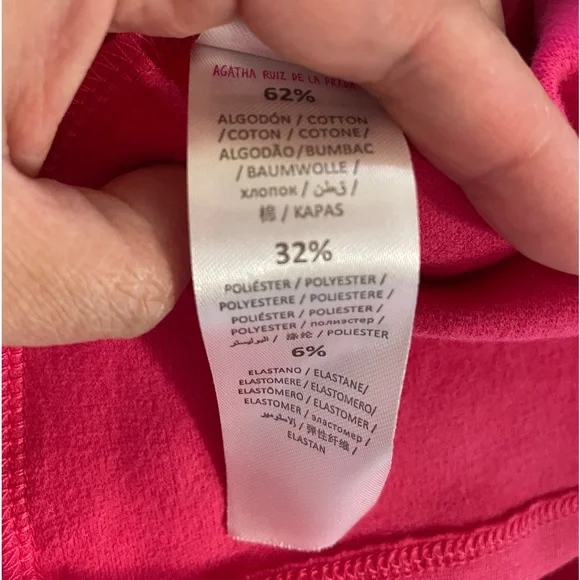 AGATHA RUIZ DE LA PRADA
62%
ALGODÓN / COTTON
/ COTON / COTONE /
ALGODÃO / BUMBAC
/ BAUMWOLLE /
хлопок / قطن /
棉 / KAPAS
32%
POLIÉSTER / POLYESTER /
POLYESTERE / POLIESTERE /
POLIÉSTER / POLIESTER /
POLYESTER / полиэстер /
البوليستر / 涤纶 / POLIESTER
6%
ELASTANO / ELASTANE /
ELASTOMERE / ELASTOMERO /
ELASTÔMERO / ELASTOMER /
ELASTOMER / эластомер /
الاستومير / 弹性纤维 /
ELASTAN